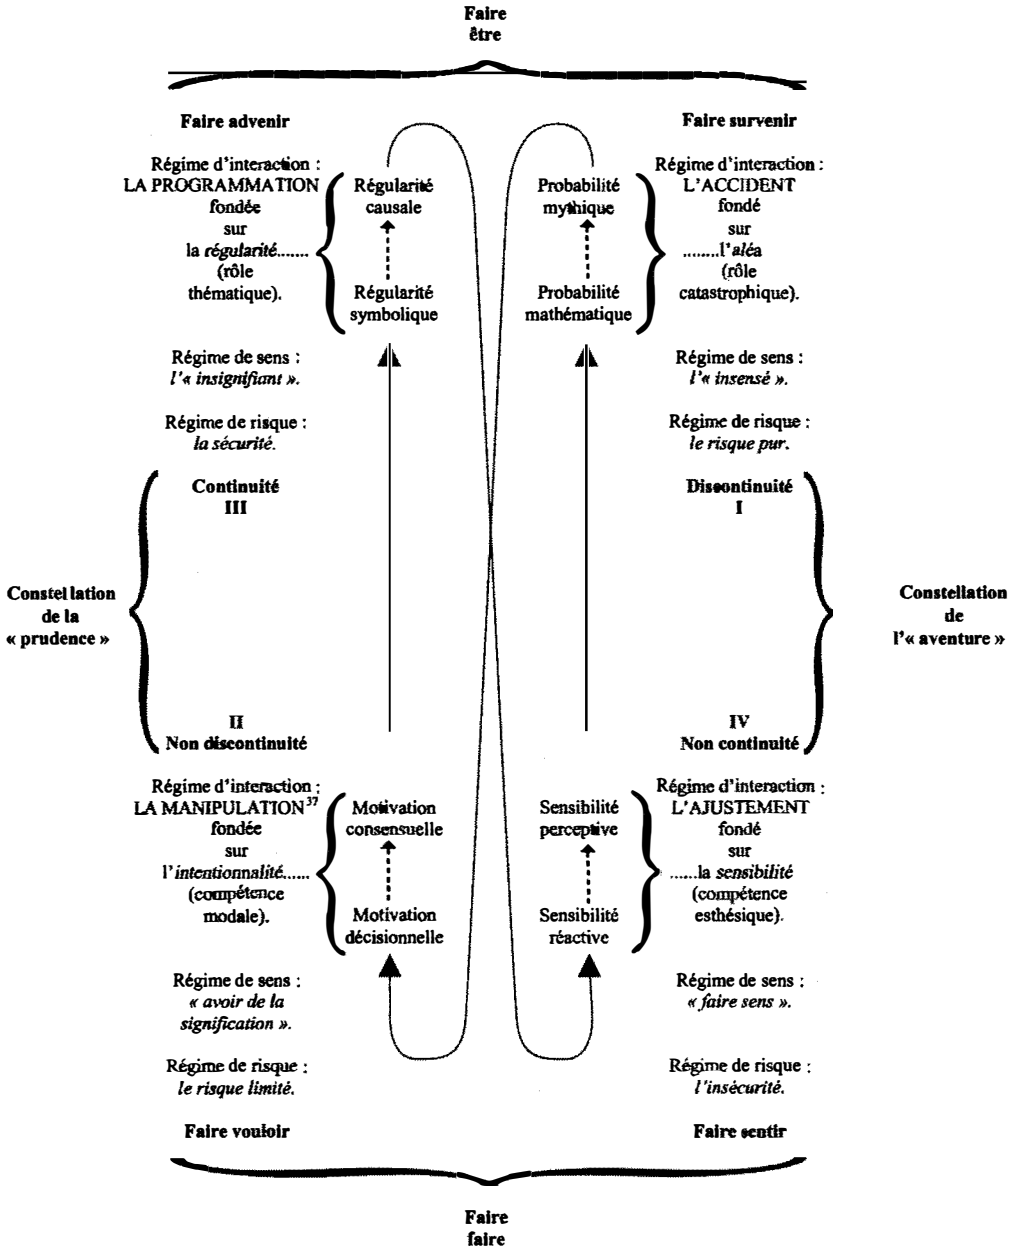 Faire
être
Faire advenir
Régime d'interaction :
LA PROGRAMMATION
fondée
sur
la régularité.......
(rôle
thématique).
Régularité
causale
Régularité
symbolique
Probabilité
mythique
Probabilité
mathématique
Faire survenir
Régime d'interaction :
L'ACCIDENT
fondé
sur
........l'aléa
(rôle
catastrophique).
Régime de sens :
l'« insignifiant ».
Régime de sens :
l'« insensé ».
Régime de risque :
la sécurité.
Régime de risque :
le risque pur.
Continuité
III
Discontinuité
I
Constellation
de la
« prudence »
Constellation
de
l'« aventure »
II
Non discontinuité
IV
Non continuité
Régime d'interaction :
LA MANIPULATION37
fondée
sur
l'intentionnalité......
(compétence
modale).
Motivation
consensuelle
Motivation
décisionnelle
Sensibilité
perceptive
Sensibilité
réactive
Régime d'interaction :
L'AJUSTEMENT
fondé
sur
......la sensibilité
(compétence
esthésique).
Régime de sens :
« avoir de la
signification ».
Régime de sens :
« faire sens ».
Régime de risque :
le risque limité.
Régime de risque :
l'insécurité.
Faire vouloir
Faire sentir
Faire
faire